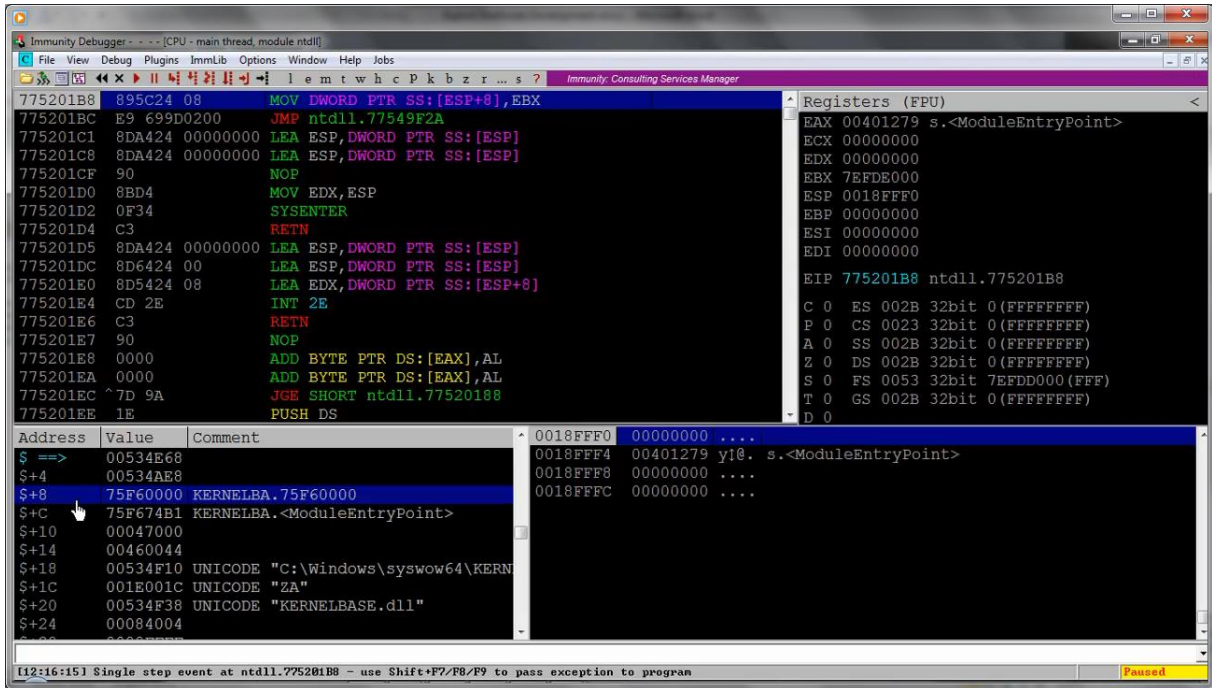 Immunity Debugger - - - - [CPU - main thread, module ntdll]
C File View Debug Plugins ImmLib Options Window Help Jobs
l e m t w h c P k b z r ... s ? Immunity: Consulting Services Manager
775201B8 895C24 08 MOV DWORD PTR SS:[ESP+8],EBX
775201BC E9 699D0200 JMP ntdll.77549F2A
775201C1 8DA424 00000000 LEA ESP,DWORD PTR SS:[ESP]
775201C8 8DA424 00000000 LEA ESP,DWORD PTR SS:[ESP]
775201CF 90 NOP
775201D0 8BD4 MOV EDX,ESP
775201D2 0F34 SYSENTER
775201D4 C3 RETN
775201D5 8DA424 00000000 LEA ESP,DWORD PTR SS:[ESP]
775201DC 8D6424 00 LEA ESP,DWORD PTR SS:[ESP]
775201E0 8D5424 08 LEA EDX,DWORD PTR SS:[ESP+8]
775201E4 CD 2E INT 2E
775201E6 C3 RETN
775201E7 90 NOP
775201E8 0000 ADD BYTE PTR DS:[EAX],AL
775201EA 0000 ADD BYTE PTR DS:[EAX],AL
775201EC ^7D 9A JGE SHORT ntdll.77520188
775201EE 1E PUSH DS
Registers (FPU) <
EAX 00401279 s.<ModuleEntryPoint>
ECX 00000000
EDX 00000000
EBX 7EFDE000
ESP 0018FFF0
EBP 00000000
ESI 00000000
EDI 00000000
EIP 775201B8 ntdll.775201B8
C 0 ES 002B 32bit 0(FFFFFFFF)
P 0 CS 0023 32bit 0(FFFFFFFF)
A 0 SS 002B 32bit 0(FFFFFFFF)
Z 0 DS 002B 32bit 0(FFFFFFFF)
S 0 FS 0053 32bit 7EFDD000(FFF)
T 0 GS 002B 32bit 0(FFFFFFFF)
D 0
Address Value Comment
$ ==> 00534E68
$+4 00534AE8
$+8 75F60000 KERNELBA.75F60000
$+C 75F674B1 KERNELBA.<ModuleEntryPoint>
$+10 00047000
$+14 00460044
$+18 00534F10 UNICODE "C:\Windows\syswow64\KERN
$+1C 001E001C UNICODE "ZA"
$+20 00534F38 UNICODE "KERNELBASE.dll"
$+24 00084004
0018FFF0 00000000 ....
0018FFF4 00401279 y↕@. s.<ModuleEntryPoint>
0018FFF8 00000000 ....
0018FFFC 00000000 ....
[12:16:15] Single step event at ntdll.775201B8 - use Shift+F7/F8/F9 to pass exception to program
Paused